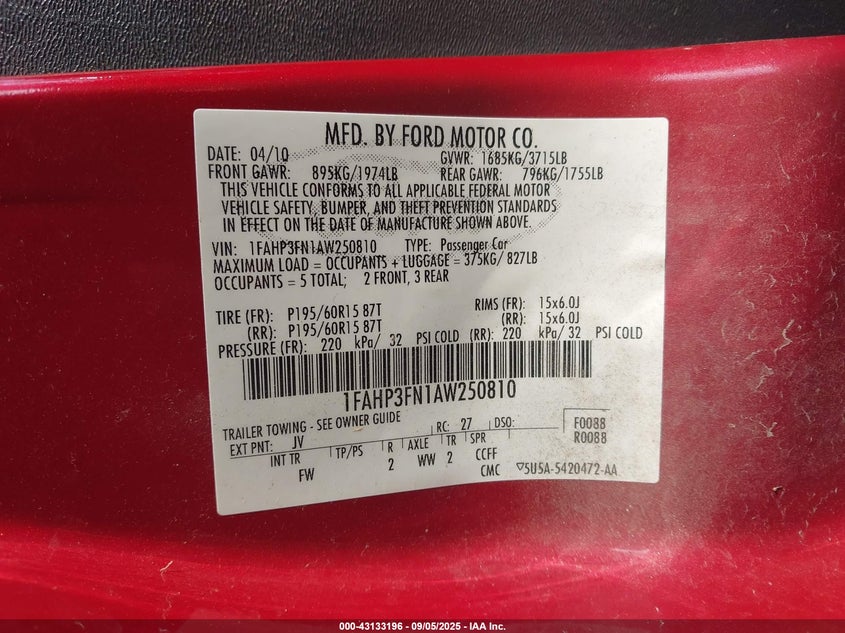 MFD. BY FORD MOTOR CO.
DATE: 04/10 GVWR: 1685KG/3715LB
FRONT GAWR: 895KG/1974LB REAR GAWR: 796KG/1755LB
THIS VEHICLE CONFORMS TO ALL APPLICABLE FEDERAL MOTOR
VEHICLE SAFETY, BUMPER, AND THEFT PREVENTION STANDARDS
IN EFFECT ON THE DATE OF MANUFACTURE SHOWN ABOVE.
VIN: 1FAHP3FN1AW250810 TYPE: Passenger Car
MAXIMUM LOAD = OCCUPANTS + LUGGAGE = 375KG/ 827LB
OCCUPANTS = 5 TOTAL; 2 FRONT, 3 REAR
TIRE (FR): P195/60R15 87T RIMS (FR): 15x6.0J
(RR): P195/60R15 87T (RR): 15x6.0J
PRESSURE (FR): 220 kPa/ 32 PSI COLD (RR): 220 kPa/ 32 PSI COLD
1FAHP3FN1AW250810
TRAILER TOWING - SEE OWNER GUIDE
EXT PNT: JV RC: 27 DSO: F0088
R0088
INT TR TP/PS R AXLE TR SPR
FW 2 WW 2 CCFF
CMC ▽5U5A-5420472-AA
000-43133196 - 09/05/2025 - IAA Inc.